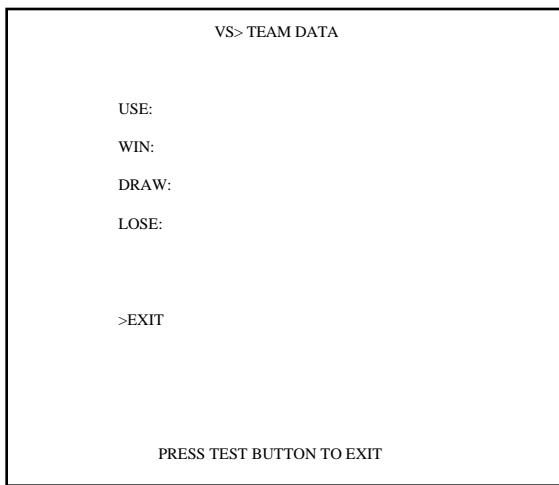 VS> TEAM DATA
USE:
WIN:
DRAW:
LOSE:
>EXIT
PRESS TEST BUTTON TO EXIT